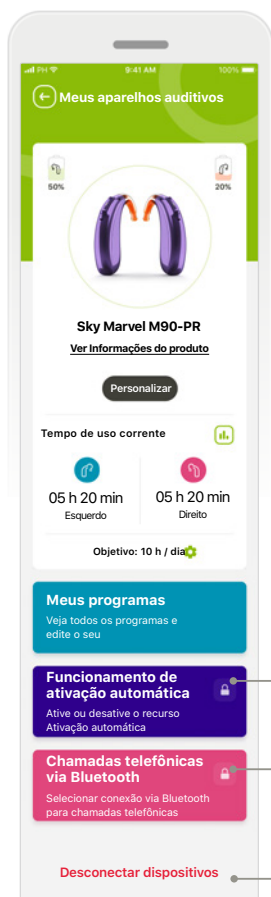 PH 9:41 AM 100%
Meus aparelhos auditivos
50% 20%
Sky Marvel M90-PR
Ver Informações do produto
Personalizar
Tempo de uso corrente
05 h 20 min 05 h 20 min
Esquerdo Direito
Objetivo: 10 h / dia
Meus programas
Veja todos os programas e
edite o seu
Funcionamento de
ativação automática
Ative ou desative o recurso
Ativação automática
Chamadas telefônicas
via Bluetooth
Selecionar conexão via Bluetooth
para chamadas telefônicas
Desconectar dispositivos